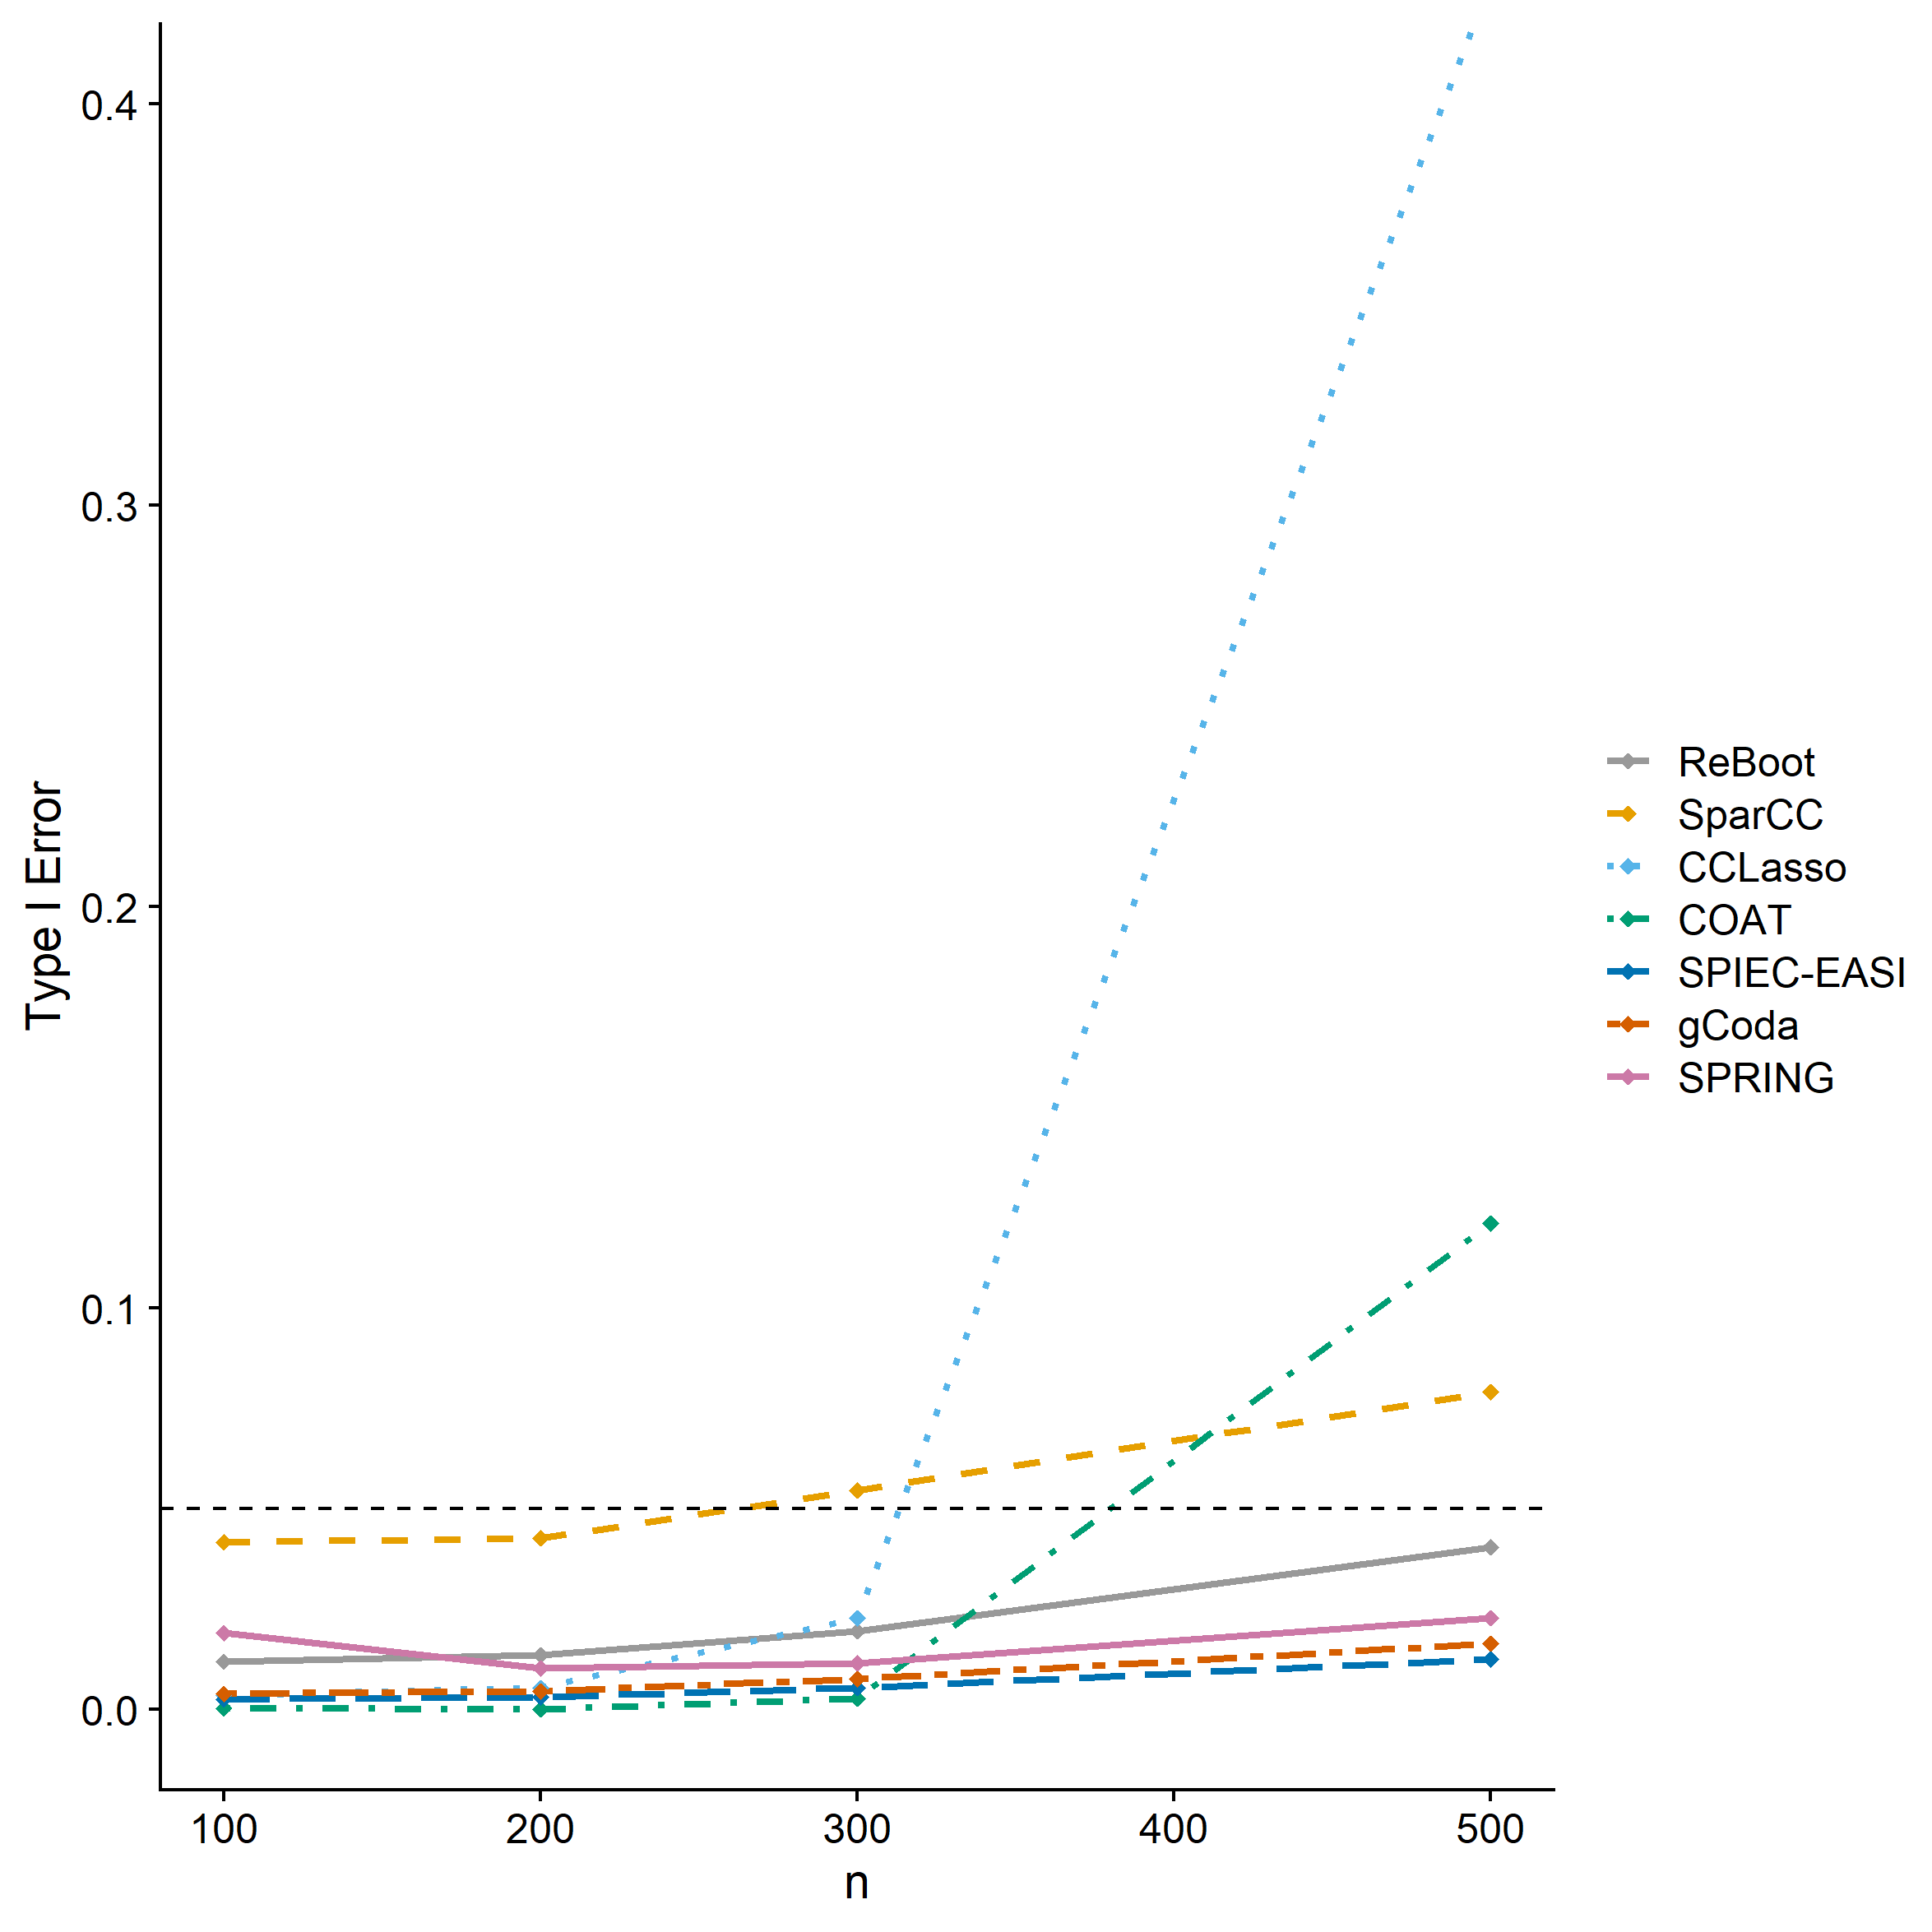 0.4
0.3
0.2
0.1
0.0
Type I Error
100 200 300 400 500
n
ReBoot
SparCC
CCLasso
COAT
SPIEC-EASI
gCoda
SPRING